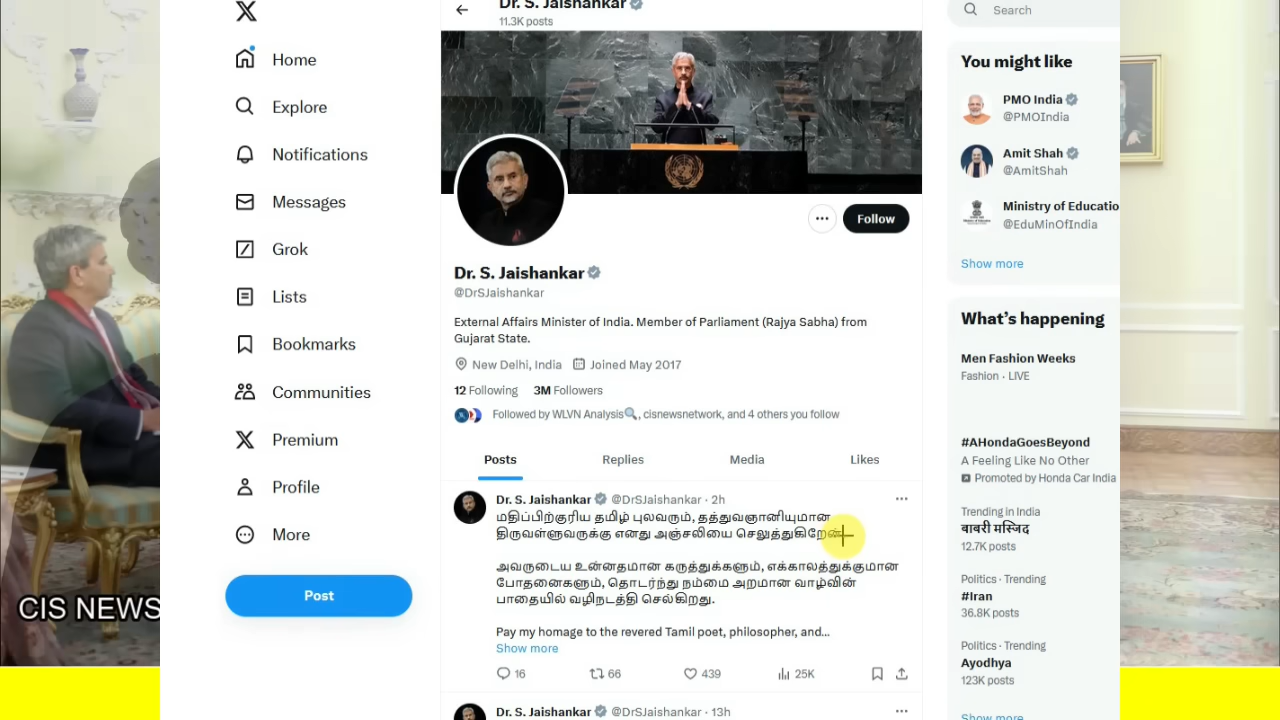 Dr. S. Jaishankar
11.3K posts
Search
Home
Explore
Notifications
Messages
Grok
Lists
Bookmarks
Communities
Premium
Profile
More
Post
Follow
Dr. S. Jaishankar
@DrSJaishankar
External Affairs Minister of India. Member of Parliament (Rajya Sabha) from
Gujarat State.
New Delhi, India Joined May 2017
12 Following 3M Followers
Followed by WLVN Analysis🔍, cisnewsnetwork, and 4 others you follow
Posts Replies Media Likes
Dr. S. Jaishankar @DrSJaishankar · 2h
மதிப்பிற்குரிய தமிழ் புலவரும், தத்துவஞானியுமான
திருவள்ளுவருக்கு எனது அஞ்சலியை செலுத்துகிறேன்
அவருடைய உன்னதமான கருத்துக்களும், எக்காலத்துக்குமான
போதனைகளும், தொடர்ந்து நம்மை அறமான வாழ்வின்
பாதையில் வழிநடத்தி செல்கிறது.
Pay my homage to the revered Tamil poet, philosopher, and...
Show more
16 66 439 25K
Dr. S. Jaishankar @DrSJaishankar · 13h
You might like
PMO India
@PMOIndia
Amit Shah
@AmitShah
Ministry of Educatio
@EduMinOfIndia
Show more
What's happening
Men Fashion Weeks
Fashion · LIVE
#AHondaGoesBeyond
A Feeling Like No Other
Promoted by Honda Car India
Trending in India
बाबरी मस्जिद
12.7K posts
Politics · Trending
#Iran
36.8K posts
Politics · Trending
Ayodhya
123K posts
Show more
CIS NEWS